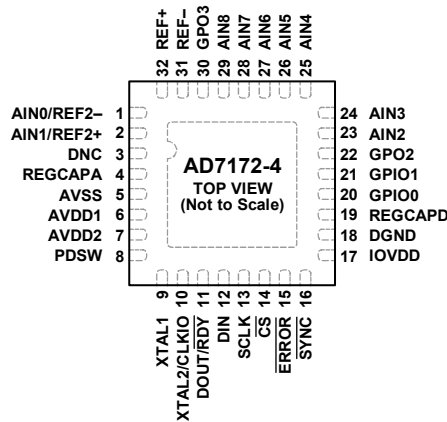 32 REF+
31 REF–
30 GPO3
29 AIN8
28 AIN7
27 AIN6
26 AIN5
25 AIN4
AIN0/REF2– 1
AIN1/REF2+ 2
DNC 3
REGCAPA 4
AVSS 5
AVDD1 6
AVDD2 7
PDSW 8
AD7172-4
TOP VIEW
(Not to Scale)
24 AIN3
23 AIN2
22 GPO2
21 GPIO1
20 GPIO0
19 REGCAPD
18 DGND
17 IOVDD
XTAL1 9
XTAL2/CLKIO 10
DOUT/RDY 11
DIN 12
SCLK 13
CS 14
ERROR 15
SYNC 16